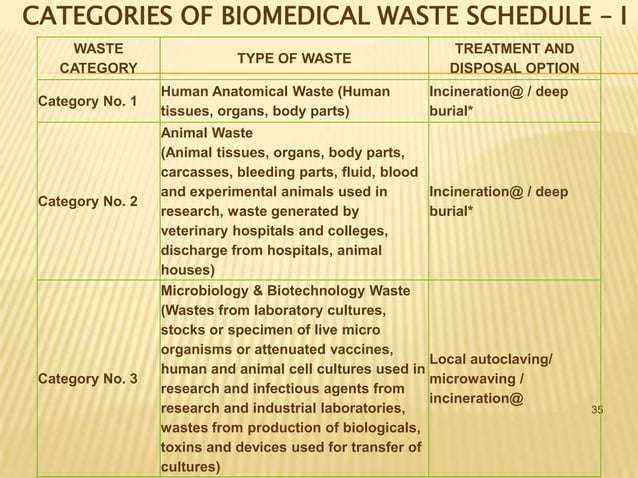 CATEGORIES OF BIOMEDICAL WASTE SCHEDULE – I
WASTE
CATEGORY
TYPE OF WASTE
TREATMENT AND
DISPOSAL OPTION
Category No. 1
Human Anatomical Waste (Human
tissues, organs, body parts)
Incineration@ / deep
burial*
Category No. 2
Animal Waste
(Animal tissues, organs, body parts,
carcasses, bleeding parts, fluid, blood
and experimental animals used in
research, waste generated by
veterinary hospitals and colleges,
discharge from hospitals, animal
houses)
Incineration@ / deep
burial*
Category No. 3
Microbiology & Biotechnology Waste
(Wastes from laboratory cultures,
stocks or specimen of live micro
organisms or attenuated vaccines,
human and animal cell cultures used in
research and infectious agents from
research and industrial laboratories,
wastes from production of biologicals,
toxins and devices used for transfer of
cultures)
Local autoclaving/
microwaving /
incineration@
35